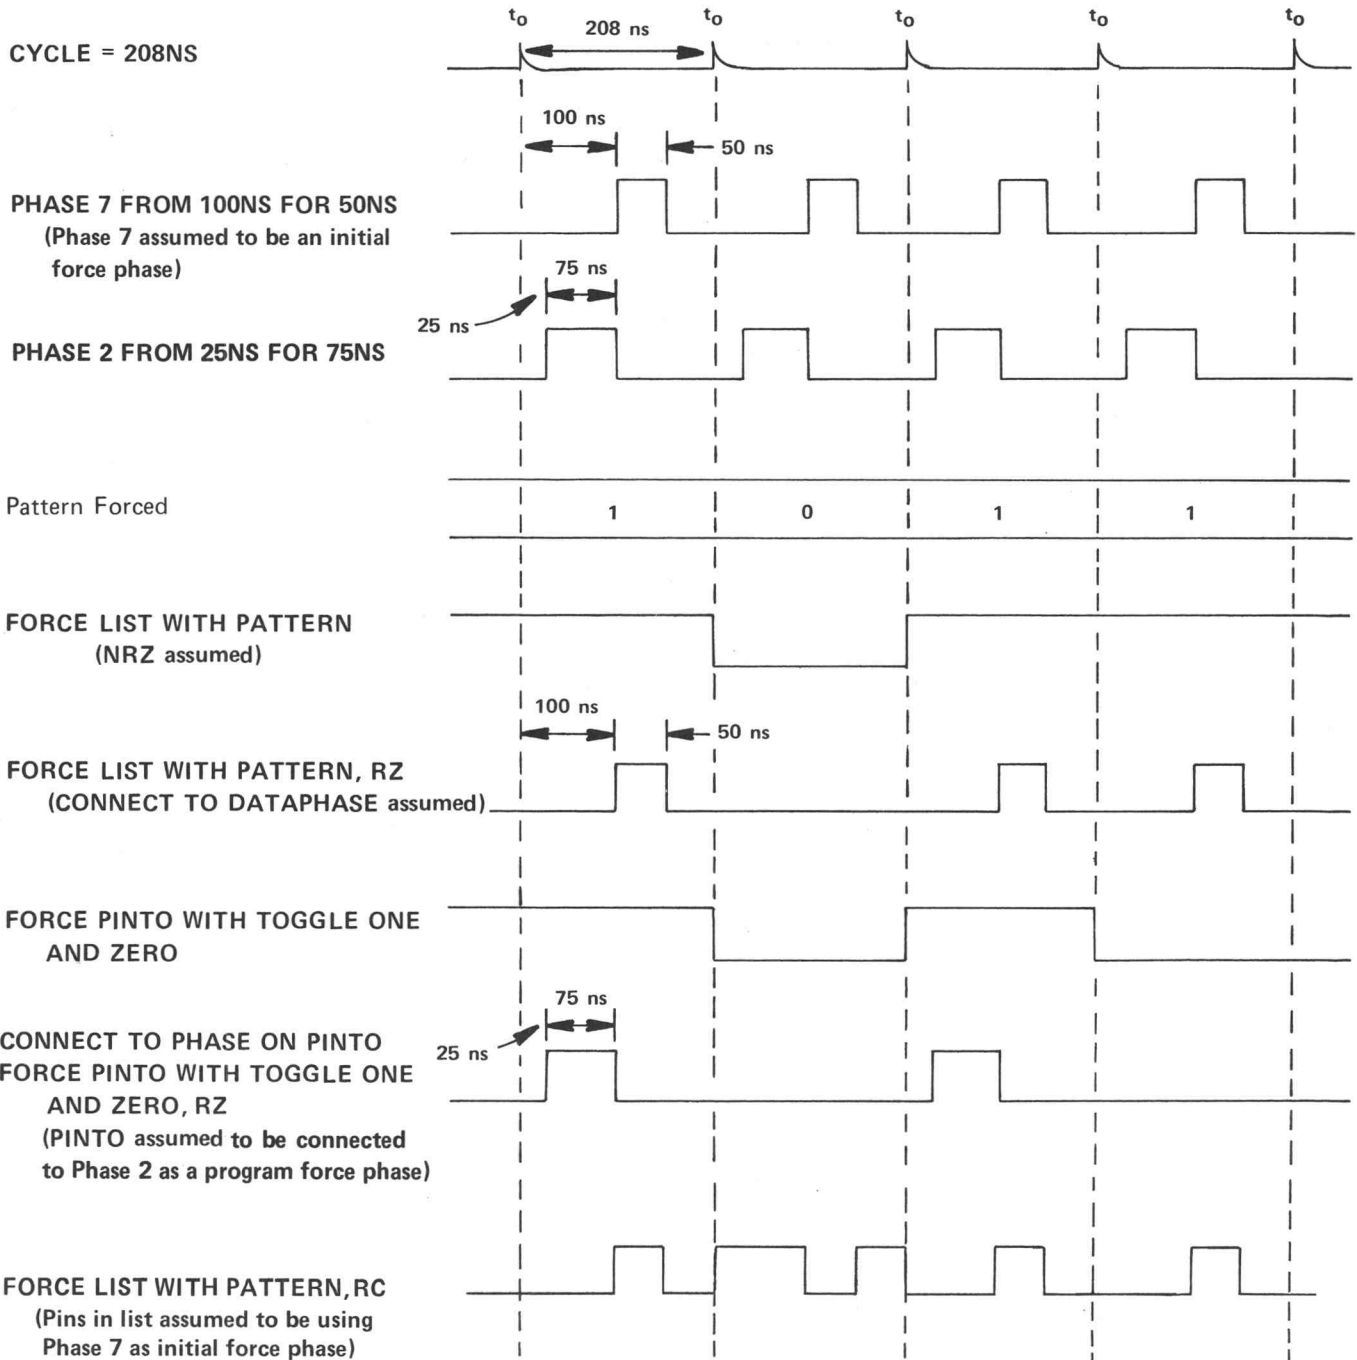 t₀ t₀ t₀ t₀ t₀
CYCLE = 208NS
208 ns
100 ns
50 ns
PHASE 7 FROM 100NS FOR 50NS
(Phase 7 assumed to be an initial
force phase)
75 ns
25 ns
PHASE 2 FROM 25NS FOR 75NS
Pattern Forced 1 0 1 1
FORCE LIST WITH PATTERN
(NRZ assumed)
100 ns
50 ns
FORCE LIST WITH PATTERN, RZ
(CONNECT TO DATAPHASE assumed)
FORCE PINTO WITH TOGGLE ONE
AND ZERO
75 ns
25 ns
CONNECT TO PHASE ON PINTO
FORCE PINTO WITH TOGGLE ONE
AND ZERO, RZ
(PINTO assumed to be connected
to Phase 2 as a program force phase)
FORCE LIST WITH PATTERN, RC
(Pins in list assumed to be using
Phase 7 as initial force phase)